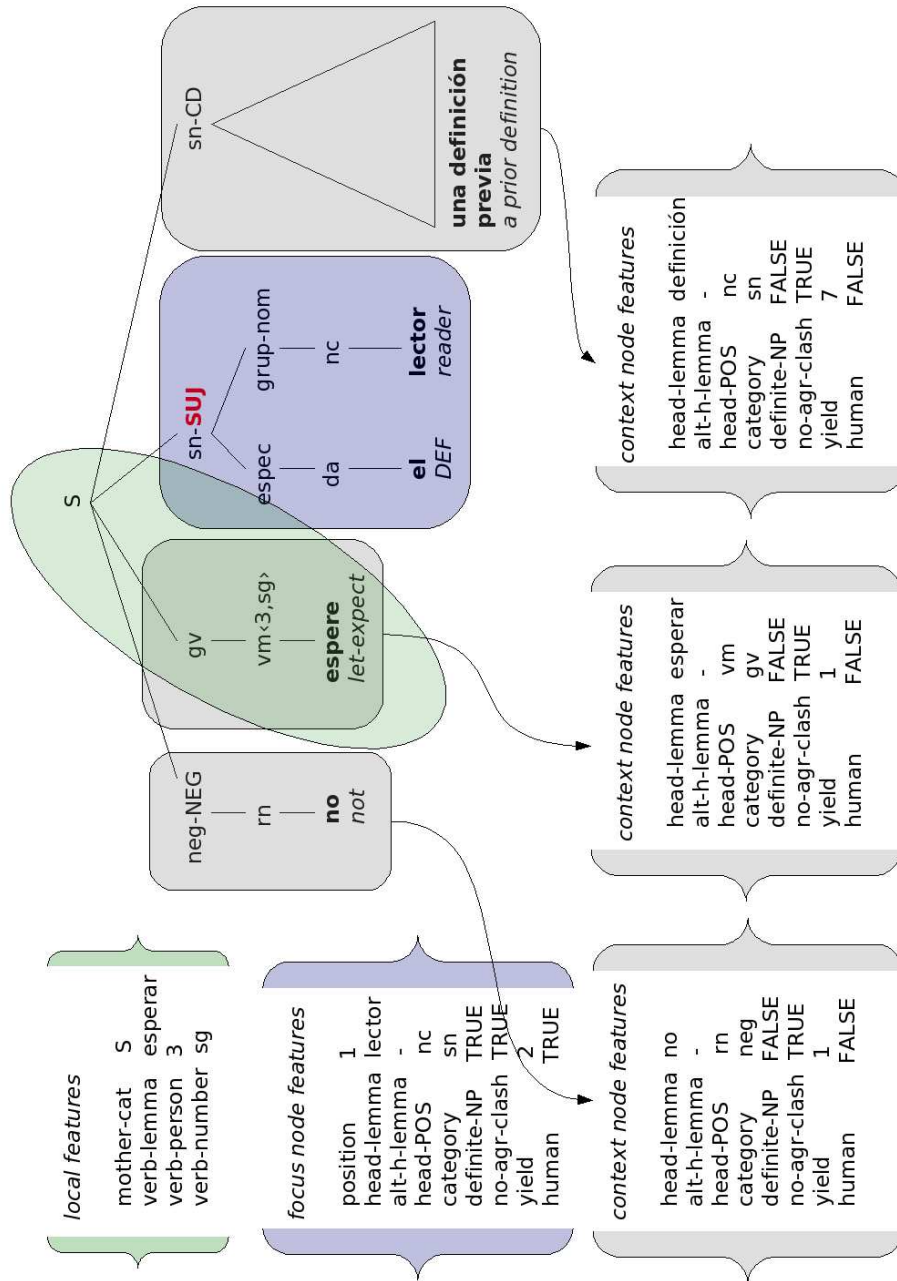 S
neg-NEG
gv
sn-SUJ
sn-CD
espec
grup-nom
rn
vm‹3,sg›
da
nc
no
not
espere
let-expect
el
DEF
lector
reader
una definición
previa
a prior definition
local features
mother-cat S
verb-lemma esperar
verb-person 3
verb-number sg
focus node features
position 1
head-lemma lector
alt-h-lemma -
head-POS nc
category sn
definite-NP TRUE
no-agr-clash TRUE
yield 2
human TRUE
context node features
head-lemma no
alt-h-lemma -
head-POS rn
category neg
definite-NP FALSE
no-agr-clash TRUE
yield 1
human FALSE
context node features
head-lemma esperar
alt-h-lemma -
head-POS vm
category gv
definite-NP FALSE
no-agr-clash TRUE
yield 1
human FALSE
context node features
head-lemma definición
alt-h-lemma -
head-POS nc
category sn
definite-NP FALSE
no-agr-clash TRUE
yield 7
human FALSE